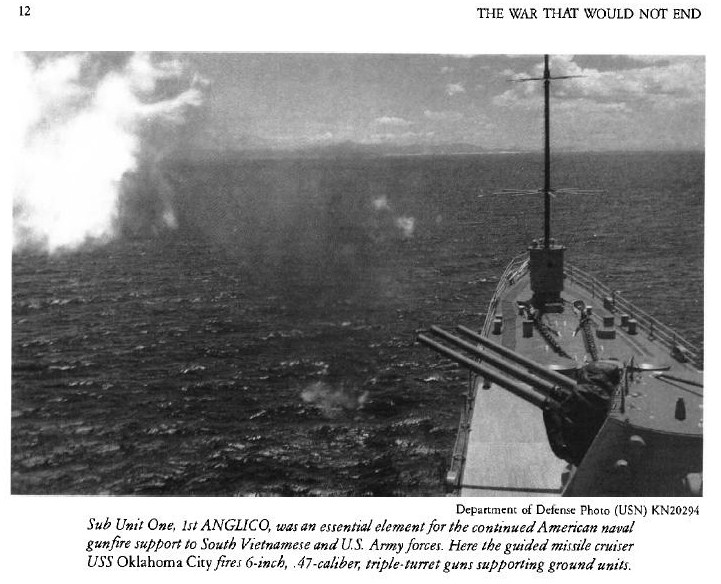 12
THE WAR THAT WOULD NOT END
Department of Defense Photo (USN) KN20294
Sub Unit One, 1st ANGLICO, was an essential element for the continued American naval
gunfire support to South Vietnamese and U.S. Army forces. Here the guided missile cruiser
USS Oklahoma City fires 6-inch, .47-caliber, triple-turret guns supporting ground units.